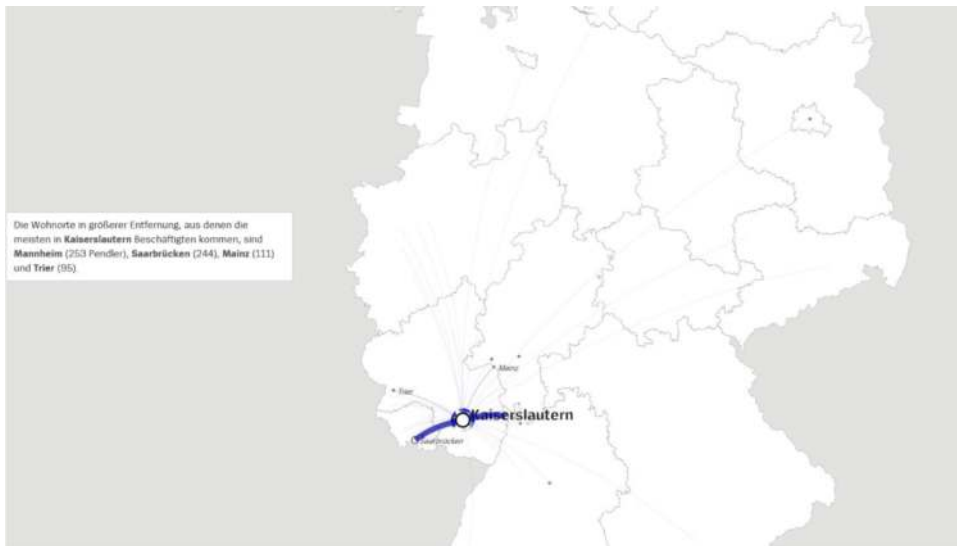 Die Wohnorte in größerer Entfernung, aus denen die
meisten in Kaiserslautern Beschäftigten kommen, sind
Mannheim (253 Pendler), Saarbrücken (244), Mainz (111)
und Trier (95).
Mainz
Trier
Kaiserslautern
Saarbrücken